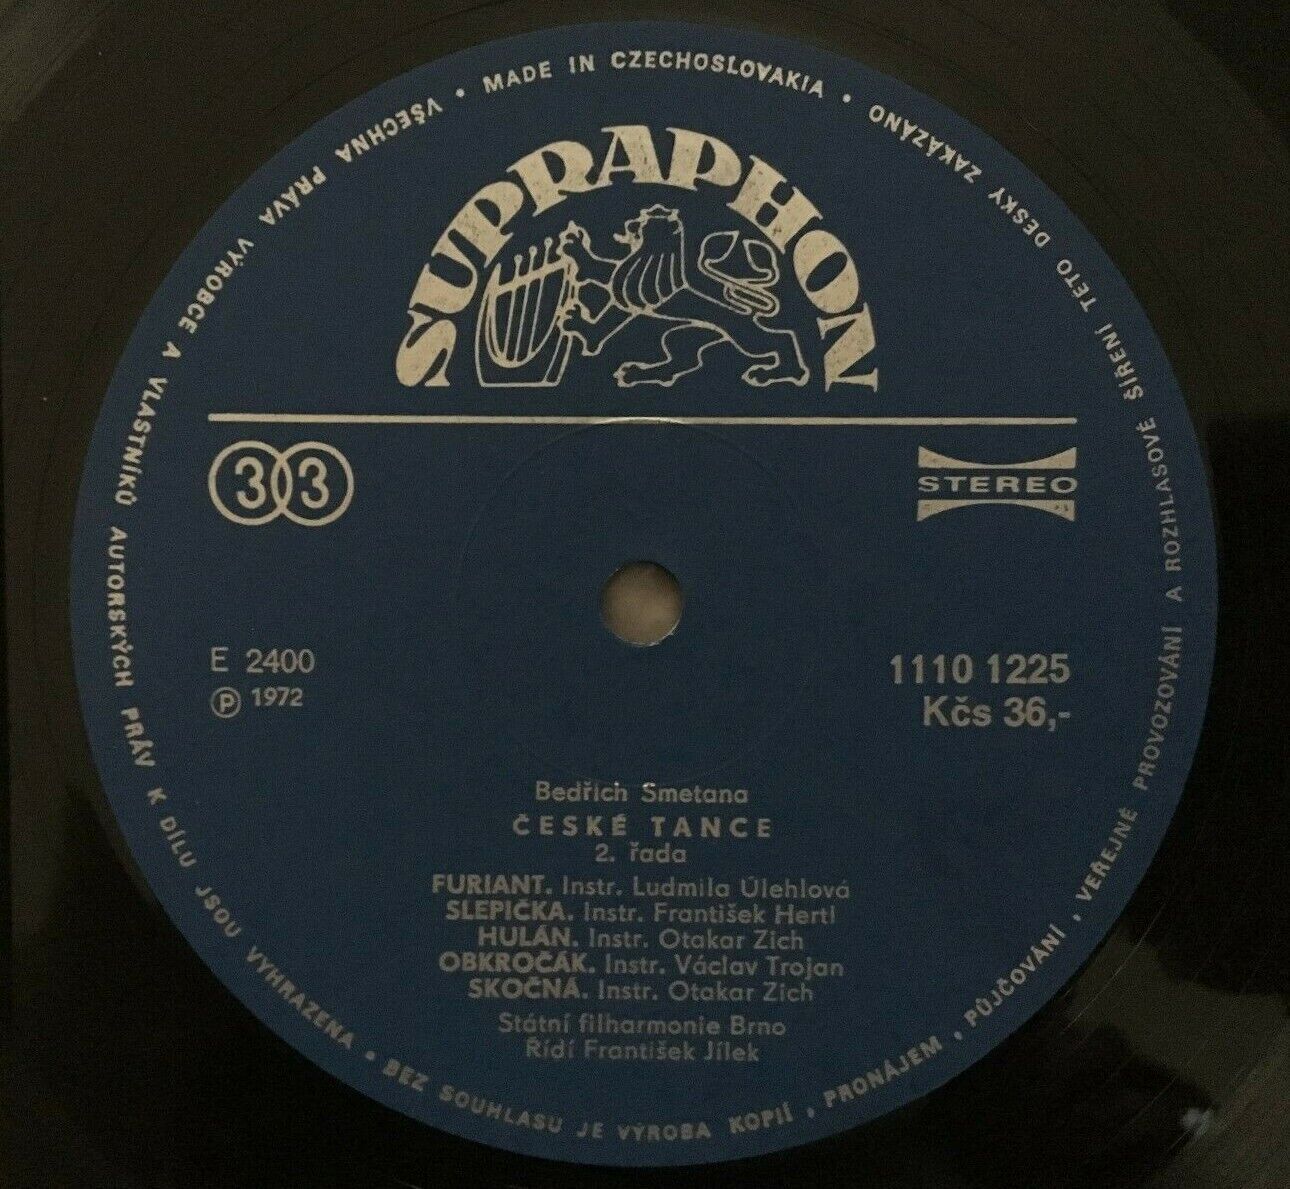 VŠECHNA PRÁVA VÝROBCE A VLASTNÍKŮ AUTORSKÝCH PRÁV K DÍLU JSOU VYHRAZENA • BEZ SOUHLASU JE VÝROBA KOPIÍ, PRONÁJEM, PŮJČOVÁNÍ, VEŘEJNÉ PROVOZOVÁNÍ A ROZHLASOVÉ ŠÍŘENÍ TÉTO DESKY ZAKÁZÁNO • MADE IN CZECHOSLOVAKIA •
SUPRAPHON
33
STEREO
E 2400
Ⓟ 1972
1110 1225
Kčs 36,-
Bedřich Smetana
ČESKÉ TANCE
2. řada
FURIANT. Instr. Ludmila Úlehlová
SLEPIČKA. Instr. František Hertl
HULÁN. Instr. Otakar Zich
OBKROČÁK. Instr. Václav Trojan
SKOČNÁ. Instr. Otakar Zich
Státní filharmonie Brno
Řídí František Jílek